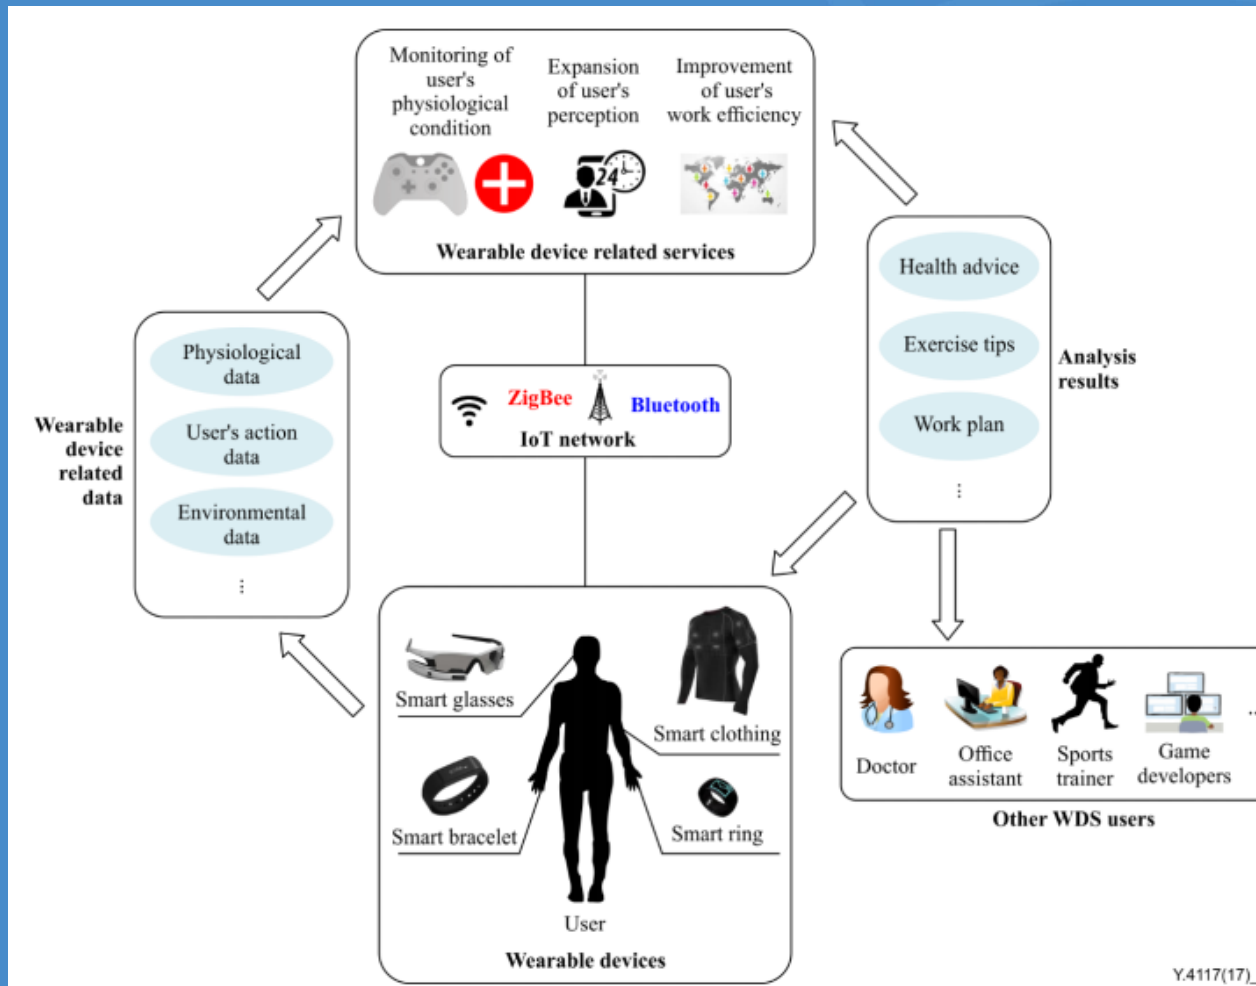 Monitoring of
user's
physiological
condition
Expansion
of user's
perception
Improvement
of user's
work efficiency
24
Wearable device related services
Physiological
data
User's action
data
Environmental
data
⋮
Wearable
device
related
data
ZigBee
Bluetooth
IoT network
Health advice
Exercise tips
Work plan
⋮
Analysis
results
Smart glasses
Smart clothing
Smart bracelet
Smart ring
User
Wearable devices
Doctor
Office
assistant
Sports
trainer
Game
developers
...
Other WDS users
Y.4117(17)_